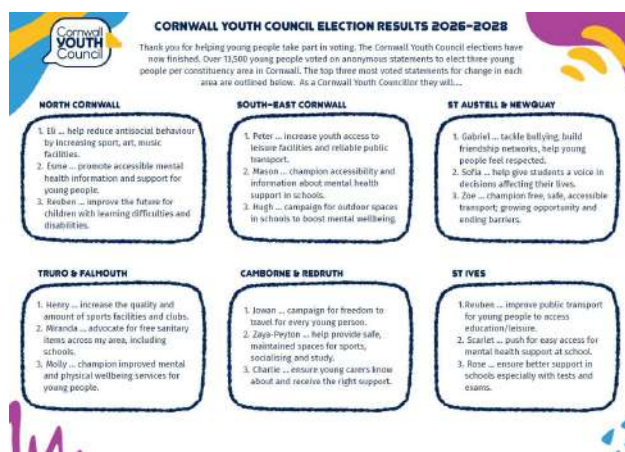 Cornwall
YOUTH
Council
CORNWALL YOUTH COUNCIL ELECTION RESULTS 2026-2028
Thank you for helping young people take part in voting. The Cornwall Youth Council elections have
now finished. Over 13,500 young people voted on anonymous statements to elect three young
people per constituency area in Cornwall. The top three most voted statements for change in each
area are outlined below. As a Cornwall Youth Councillor they will....
NORTH CORNWALL
1. Eli ... help reduce antisocial behaviour
by increasing sport, art, music
facilities.
2. Esme ... promote accessible mental
health information and support for
young people.
3. Reuben ... improve the future for
children with learning difficulties and
disabilities.
SOUTH-EAST CORNWALL
1. Peter ... increase youth access to
leisure facilities and reliable public
transport.
2. Mason ... champion accessibility and
information about mental health
support in schools.
3. Hugh ... campaign for outdoor spaces
in schools to boost mental wellbeing.
ST AUSTELL & NEWQUAY
1. Gabriel ... tackle bullying, build
friendship networks, help young
people feel respected.
2. Sofia ... help give students a voice in
decisions affecting their lives.
3. Zoe ... champion free, safe, accessible
transport; growing opportunity and
ending barriers.
TRURO & FALMOUTH
1. Henry ... increase the quality and
amount of sports facilities and clubs.
2. Miranda ... advocate for free sanitary
items across my area, including
schools.
3. Molly ... champion improved mental
and physical wellbeing services for
young people.
CAMBORNE & REDRUTH
1. Jowan ... campaign for freedom to
travel for every young person.
2. Zaya-Peyton ... help provide safe,
maintained spaces for sports,
socialising and study.
3. Charlie ... ensure young carers know
about and receive the right support.
ST IVES
1.Reuben ... improve public transport
for young people to access
education/leisure.
2. Scarlet ... push for easy access for
mental health support at school.
3. Rose ... ensure better support in
schools especially with tests and
exams.